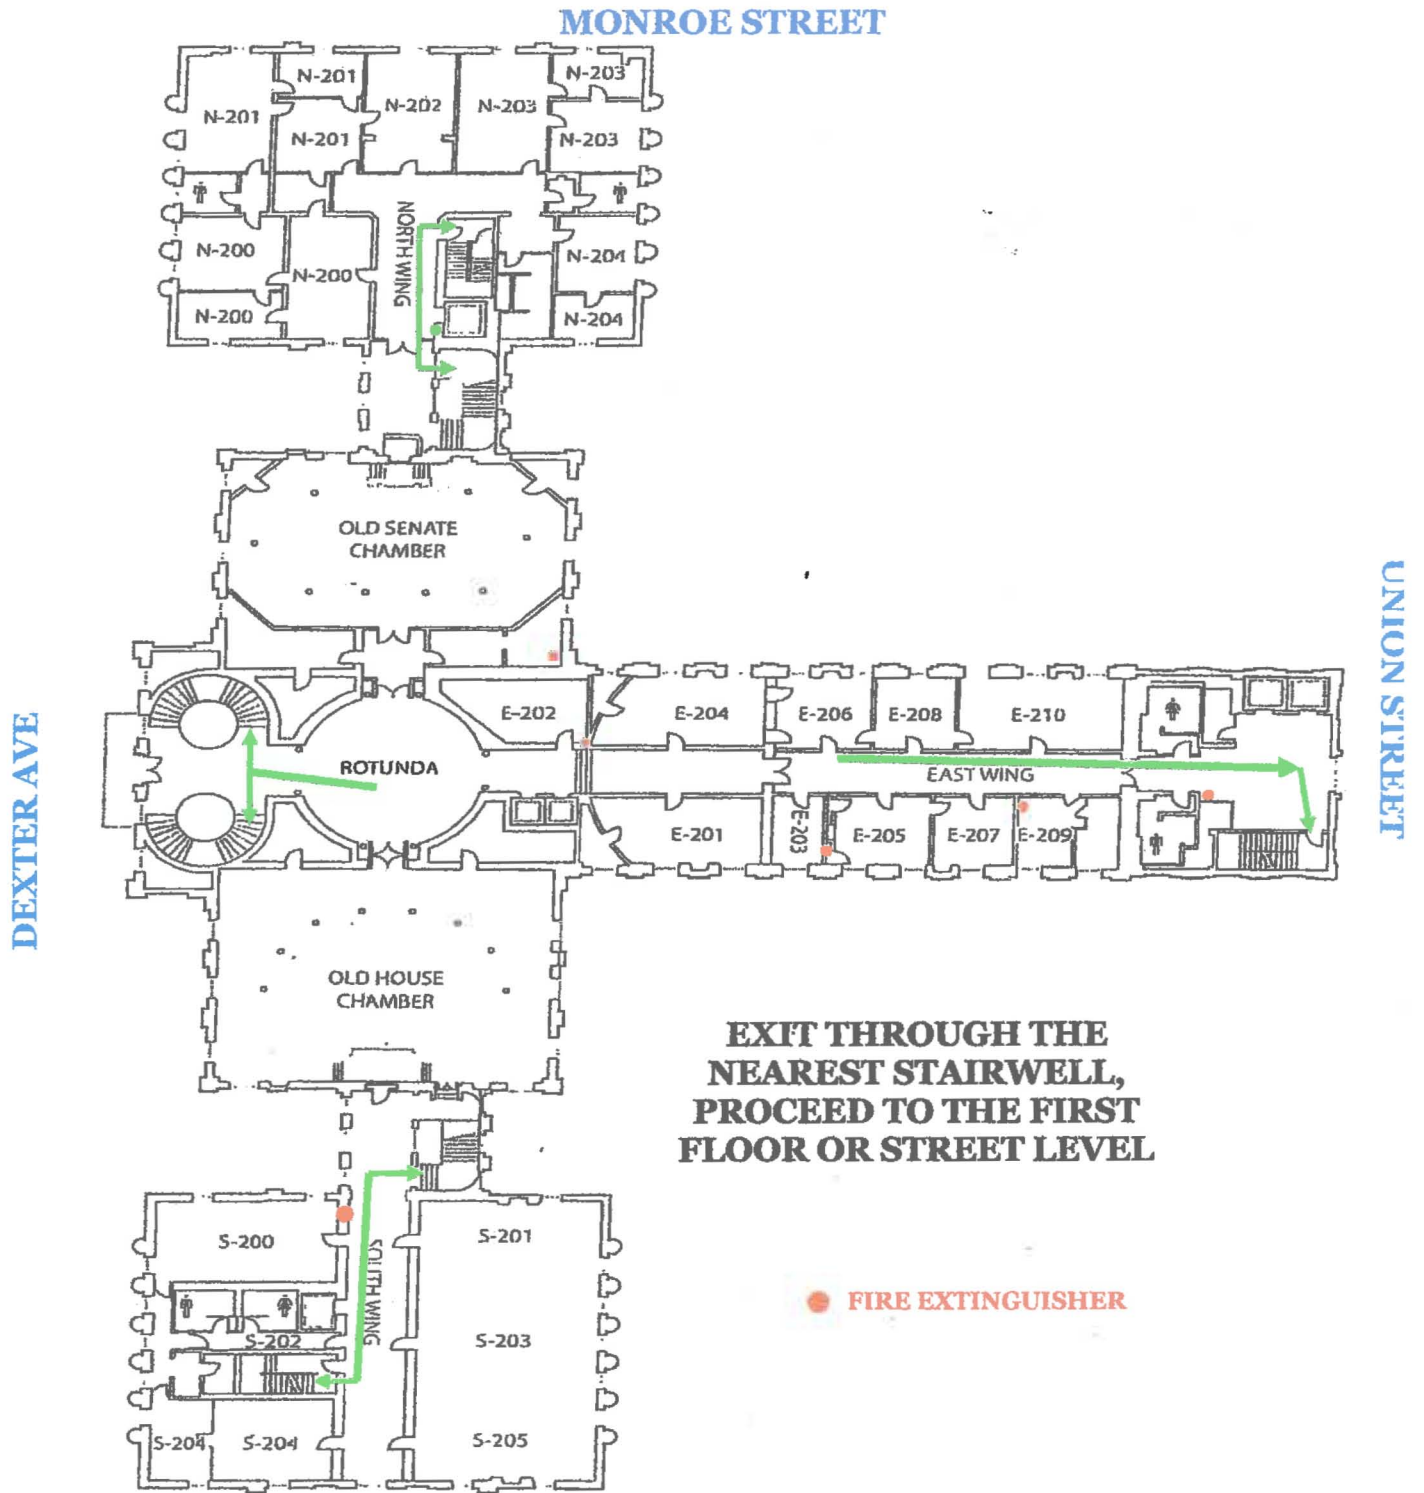 MONROE STREET
N-201
N-203
N-201
N-202
N-203
N-201
N-203
NORTH WING
N-200
N-200
N-204
N-200
N-204
OLD SENATE
CHAMBER
UNION STREET
DEXTER AVE
E-202
E-204
E-206
E-208
E-210
ROTUNDA
EAST WING
E-201
E-203
E-205
E-207
E-209
OLD HOUSE
CHAMBER
EXIT THROUGH THE
NEAREST STAIRWELL,
PROCEED TO THE FIRST
FLOOR OR STREET LEVEL
S-200
S-201
SOUTH WING
FIRE EXTINGUISHER
S-202
S-203
S-204
S-204
S-205